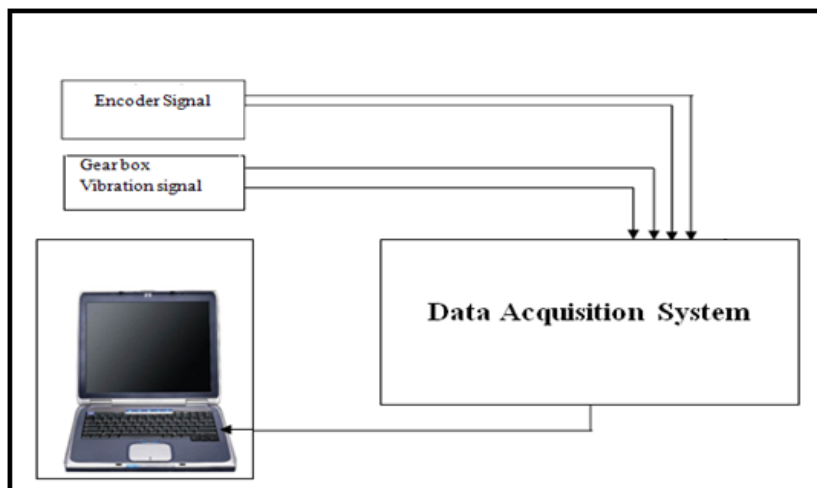 Encoder Signal
Gear box
Vibration signal
Data Acquisition System